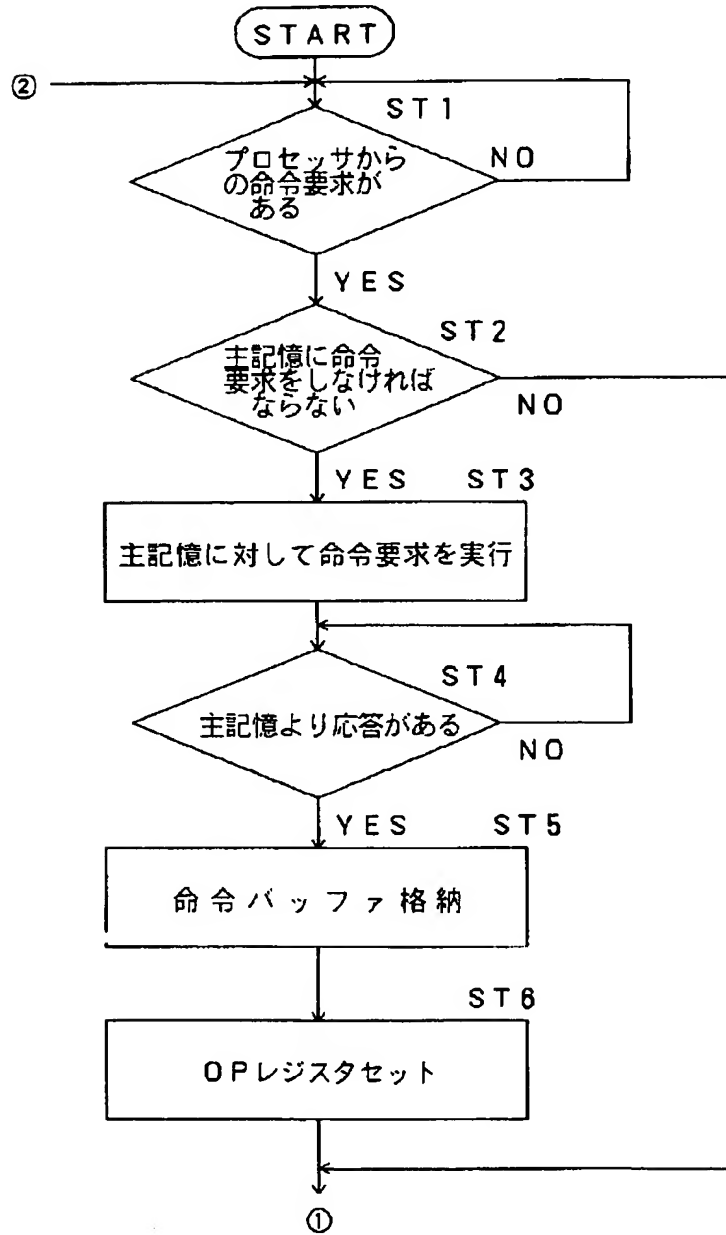 START
②
ST1
プロセッサから
の命令要求が
ある
NO
YES
ST2
主記憶に命令
要求をしなければ
ならない
NO
YES
ST3
主記憶に対して命令要求を実行
ST4
主記憶より応答がある
NO
YES
ST5
命令バッファ格納
ST6
OPレジスタセット
①